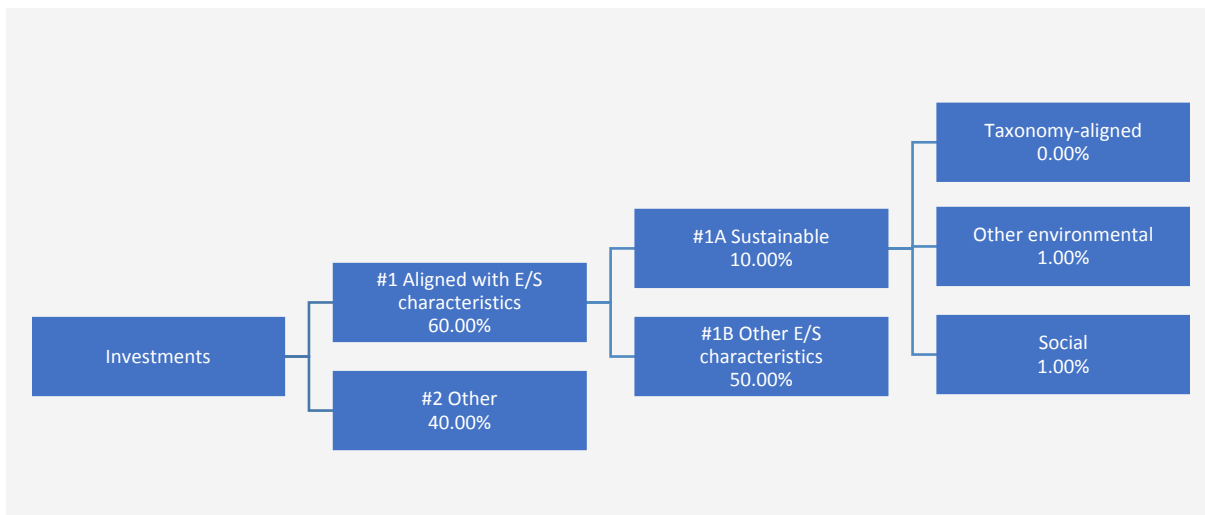 Investments
#1 Aligned with E/S
characteristics
60.00%
#2 Other
40.00%
#1A Sustainable
10.00%
#1B Other E/S
characteristics
50.00%
Taxonomy-aligned
0.00%
Other environmental
1.00%
Social
1.00%